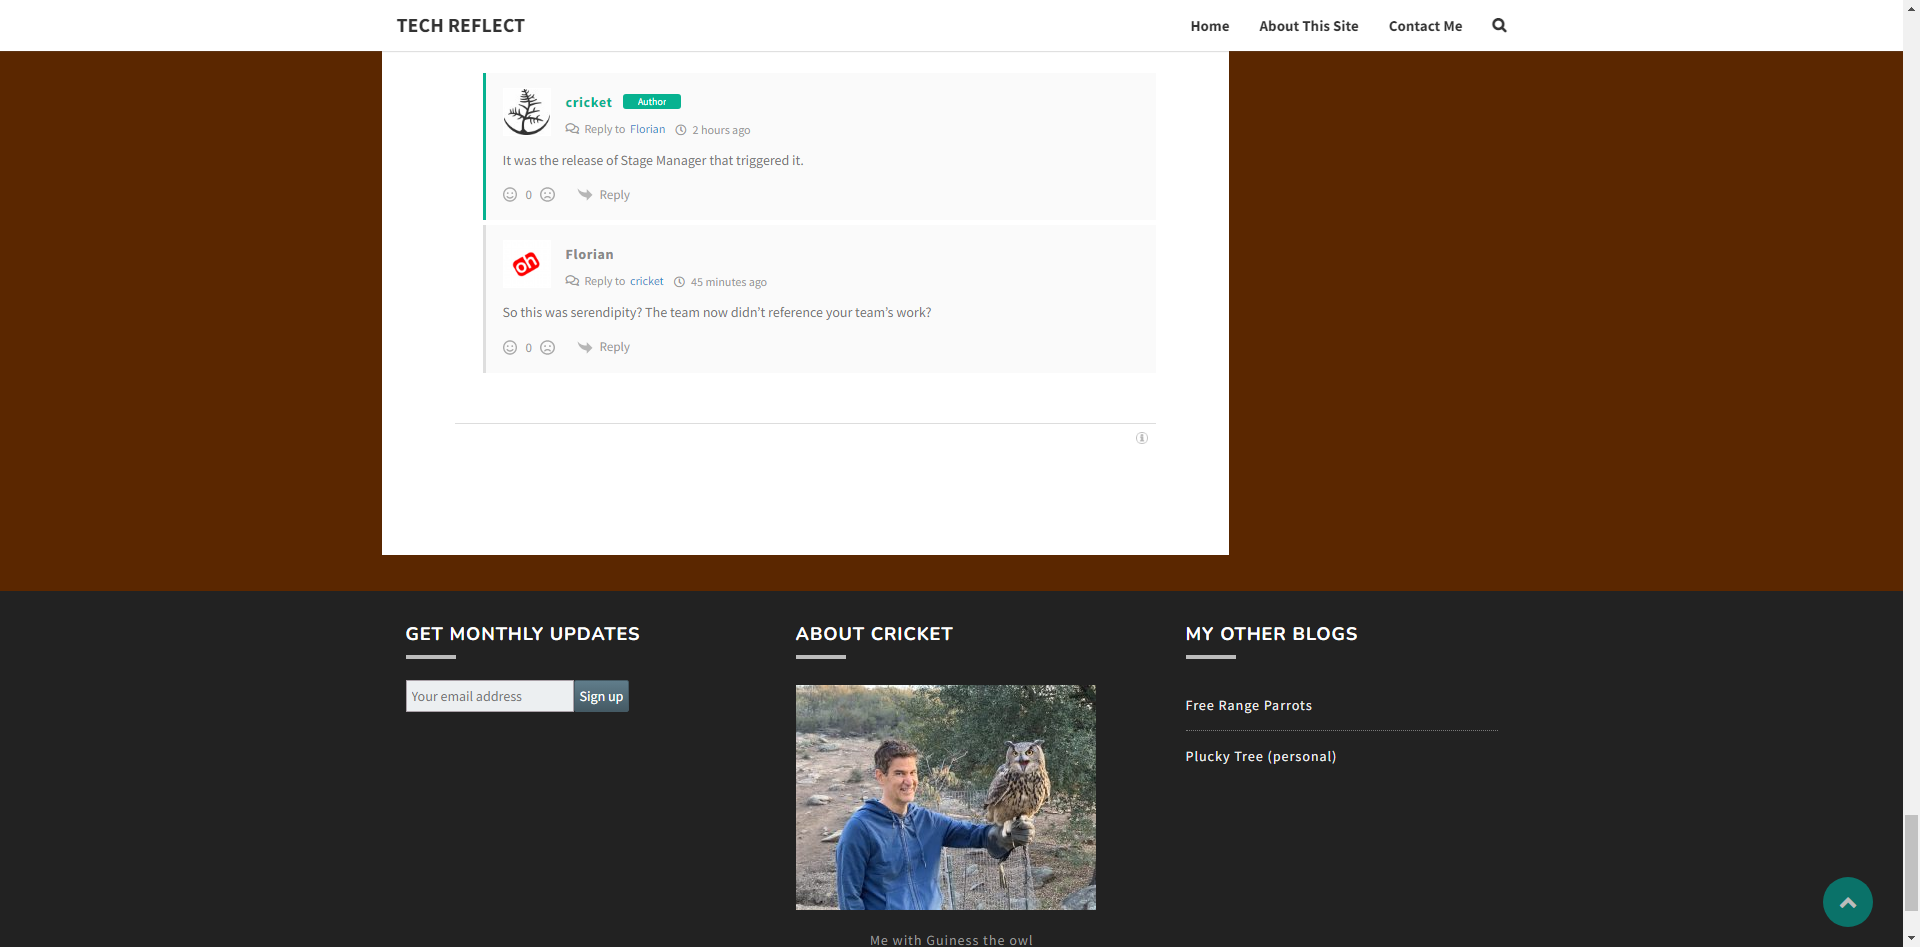 TECH REFLECT
Home About This Site Contact Me
cricket Author
Reply to Florian 2 hours ago
It was the release of Stage Manager that triggered it.
0 Reply
oh
Florian
Reply to cricket 45 minutes ago
So this was serendipity? The team now didn’t reference your team’s work?
0 Reply
GET MONTHLY UPDATES
Your email address Sign up
ABOUT CRICKET
Me with Guiness the owl
MY OTHER BLOGS
Free Range Parrots
Plucky Tree (personal)